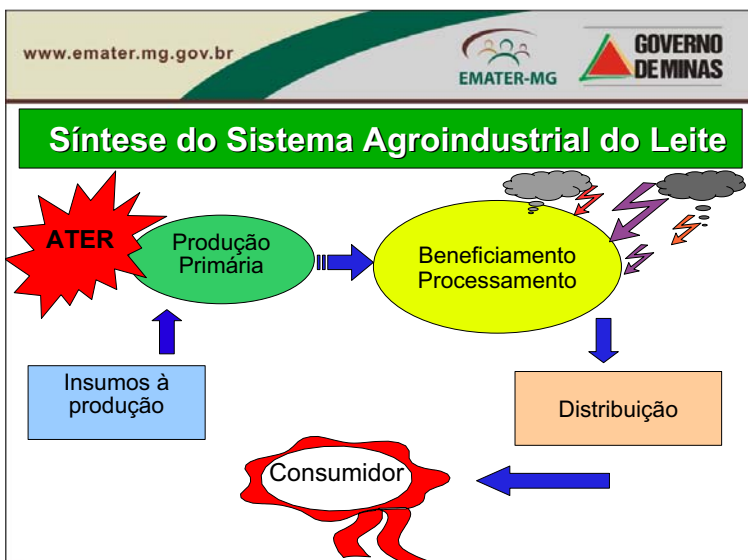 www.emater.mg.gov.br
EMATER-MG
GOVERNO
DE MINAS
Síntese do Sistema Agroindustrial do Leite
ATER
Produção
Primária
Beneficiamento
Processamento
Insumos à
produção
Distribuição
Consumidor